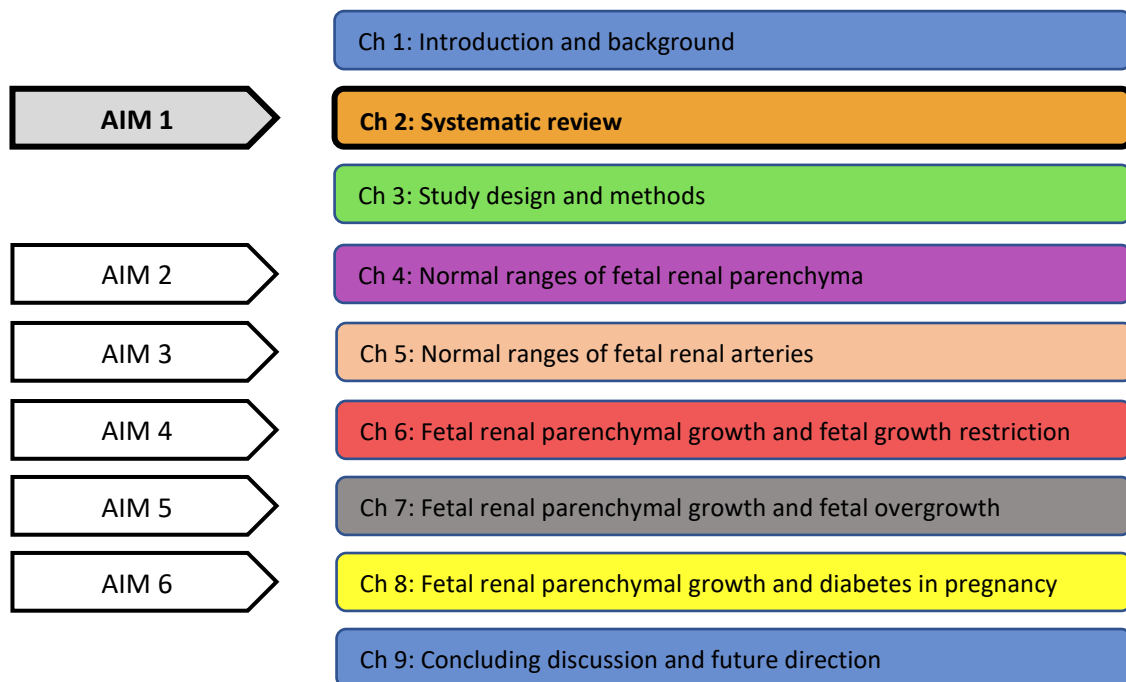 Ch 1: Introduction and background
AIM 1
Ch 2: Systematic review
Ch 3: Study design and methods
AIM 2
Ch 4: Normal ranges of fetal renal parenchyma
AIM 3
Ch 5: Normal ranges of fetal renal arteries
AIM 4
Ch 6: Fetal renal parenchymal growth and fetal growth restriction
AIM 5
Ch 7: Fetal renal parenchymal growth and fetal overgrowth
AIM 6
Ch 8: Fetal renal parenchymal growth and diabetes in pregnancy
Ch 9: Concluding discussion and future direction